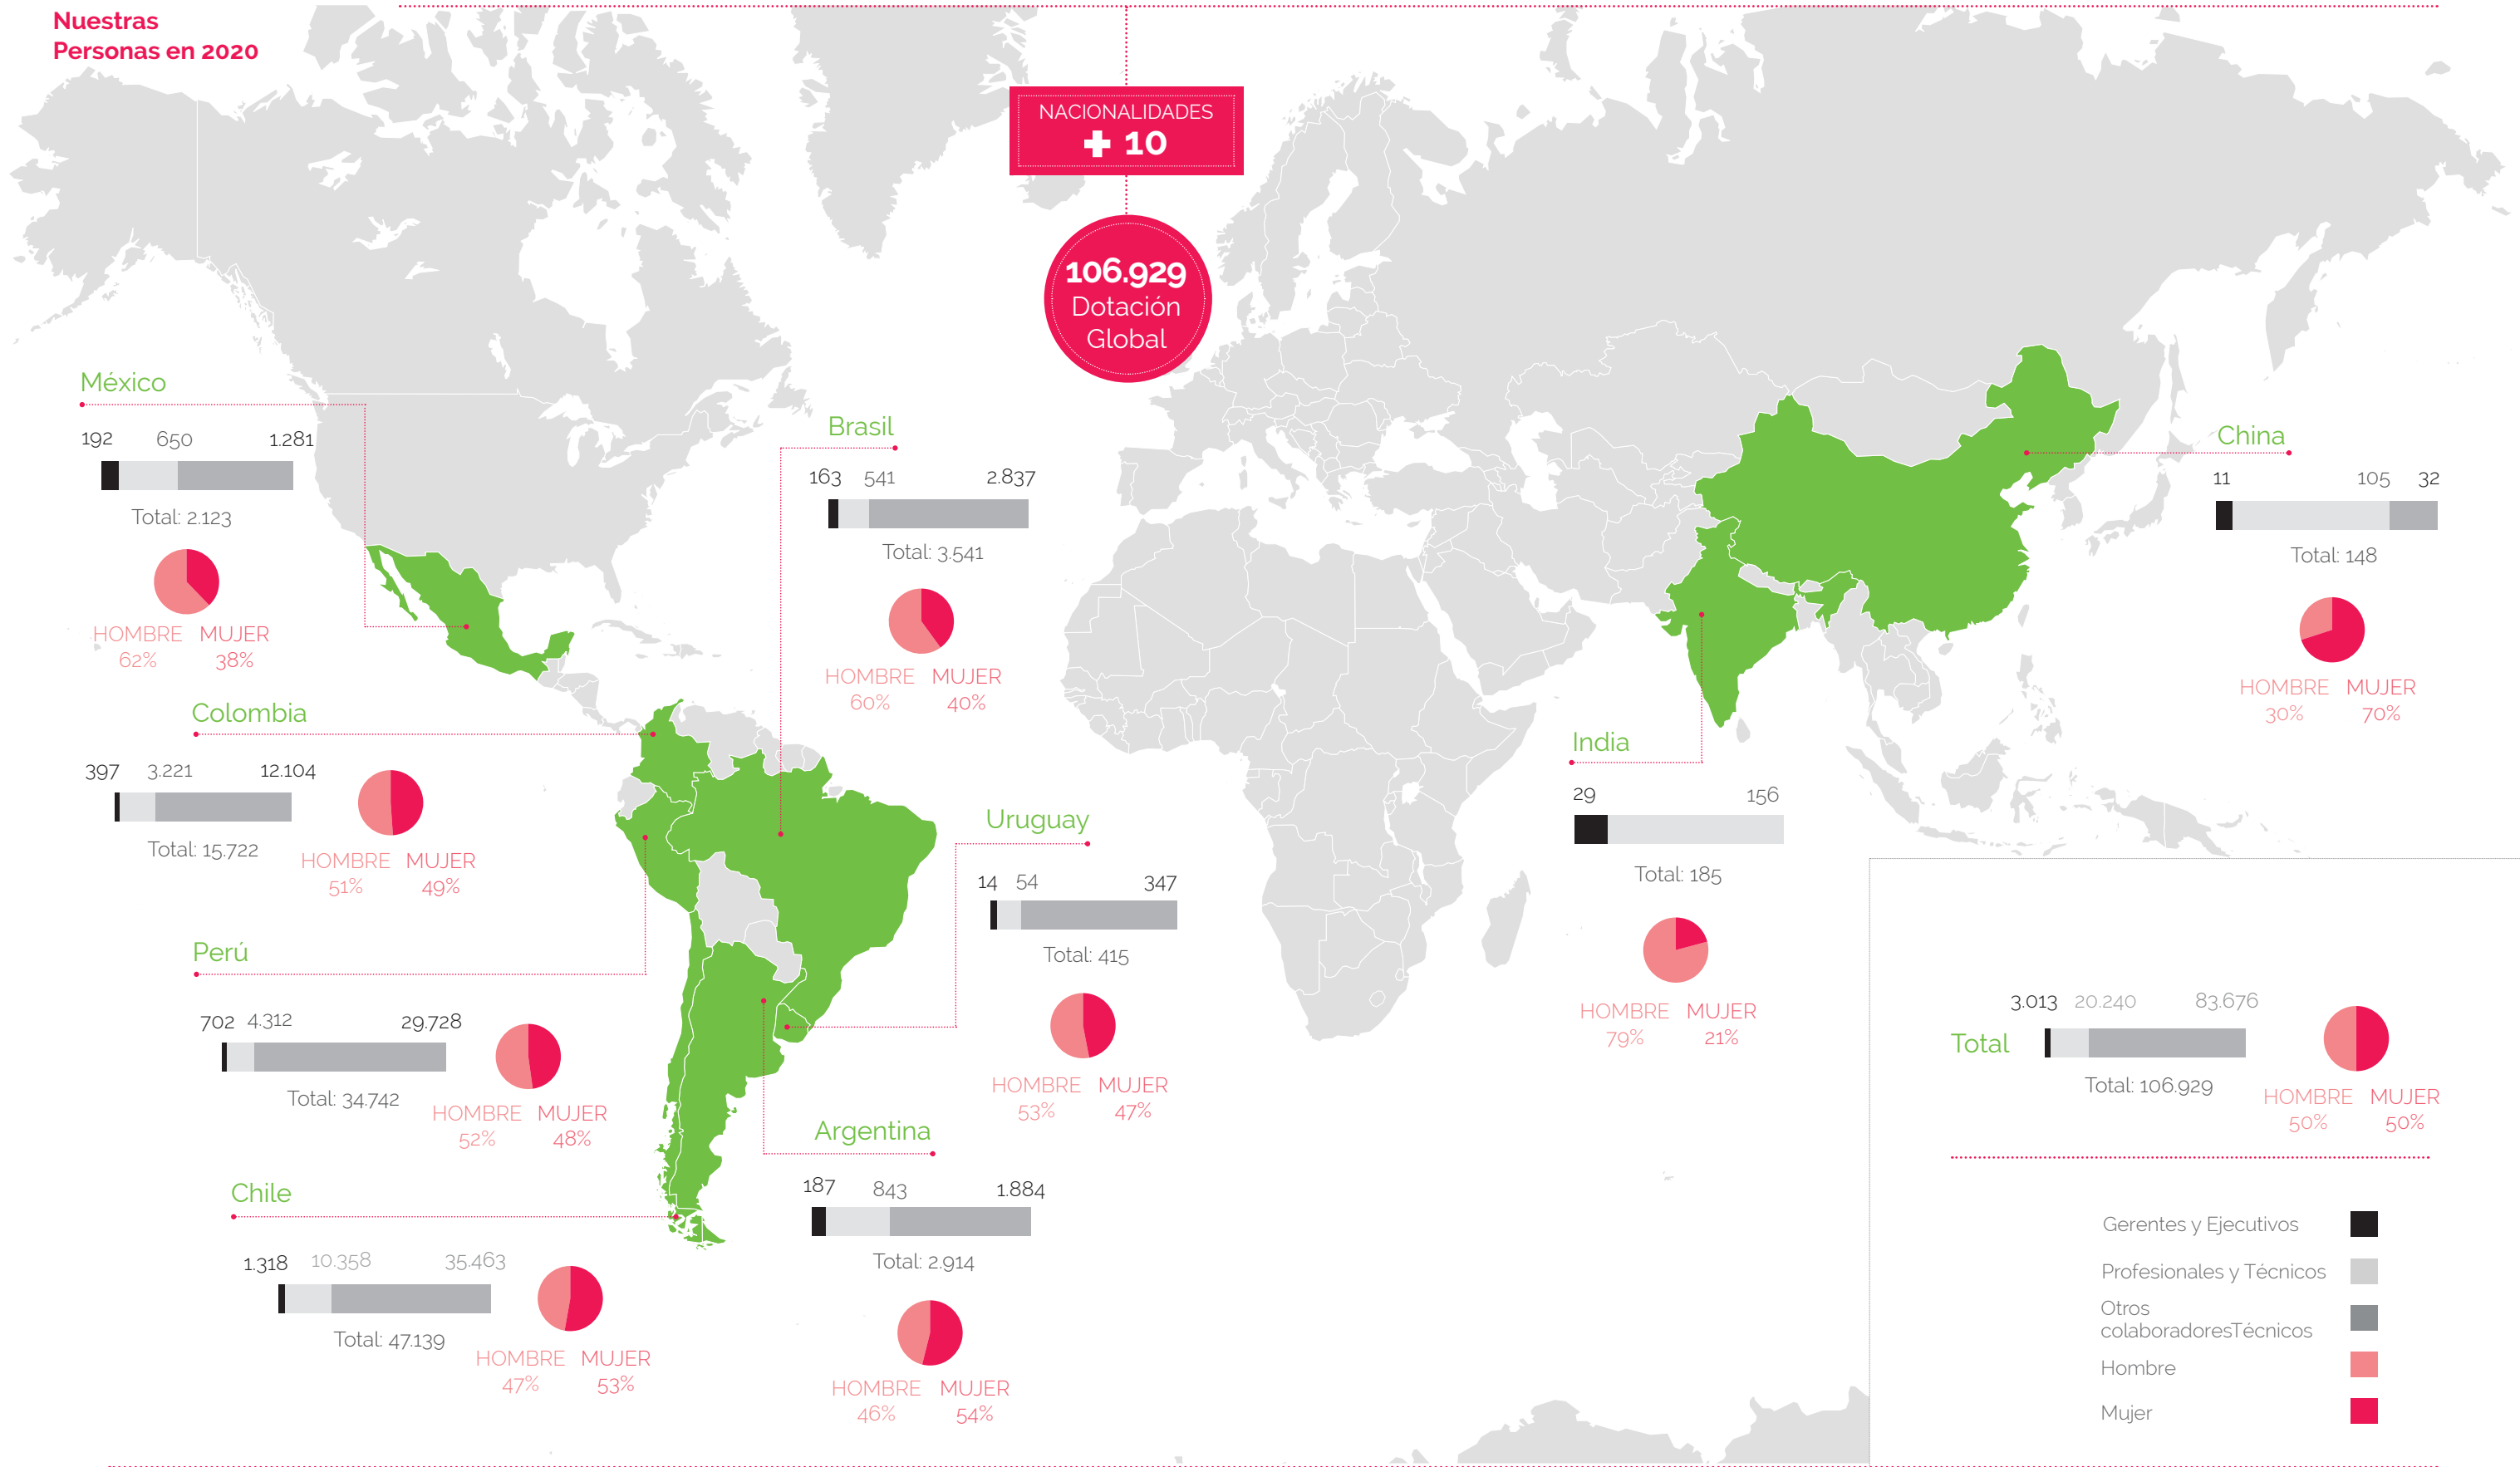 Nuestras
Personas en 2020
NACIONALIDADES
+ 10
106.929
Dotación
Global
México
192 650 1.281
Total: 2.123
HOMBRE MUJER
62% 38%
Brasil
163 541 2.837
Total: 3.541
HOMBRE MUJER
60% 40%
China
11 105 32
Total: 148
HOMBRE MUJER
30% 70%
Colombia
397 3.221 12.104
Total: 15.722
HOMBRE MUJER
51% 49%
India
29 156
Total: 185
HOMBRE MUJER
79% 21%
Uruguay
14 54 347
Total: 415
HOMBRE MUJER
53% 47%
Perú
702 4.312 29.728
Total: 34.742
HOMBRE MUJER
52% 48%
Argentina
187 843 1.884
Total: 2.914
HOMBRE MUJER
46% 54%
Chile
1.318 10.358 35.463
Total: 47.139
HOMBRE MUJER
47% 53%
Total
3.013 20.240 83.676
Total: 106.929
HOMBRE MUJER
50% 50%
Gerentes y Ejecutivos
Profesionales y Técnicos
Otros
colaboradoresTécnicos
Hombre
Mujer